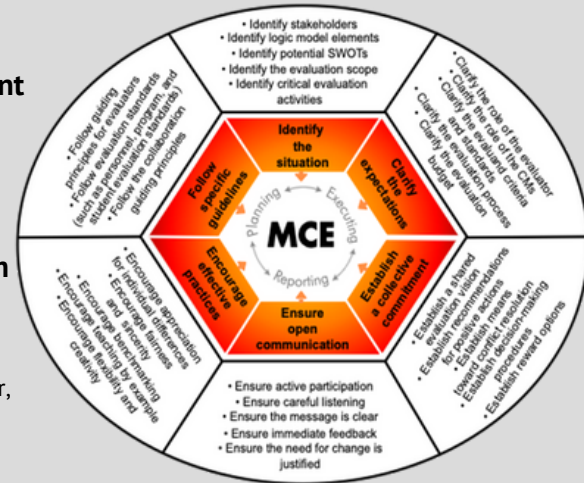 nt
n
r,
• Identify stakeholders
• Identify logic model elements
• Identify potential SWOTs
• Identify the evaluation scope
• Identify critical evaluation
activities
• Clarify the role of the evaluator
• Clarify the role of the CMs
• Clarify the evaluand criteria
and standards
• Clarify the evaluation process
• Clarify the evaluation
budget
• Establish a shared
evaluation vision
• Establish recommendations
for positive actions
• Establish means
toward conflict resolution
• Establish decision-making
procedures
• Establish reward options
• Ensure active participation
• Ensure careful listening
• Ensure the message is clear
• Ensure immediate feedback
• Ensure the need for change is
justified
• Encourage appreciation
for individual differences
• Encourage fairness
and sincerity
• Encourage benchmarking
• Encourage teaching by example
• Encourage flexibility and
creativity
• Follow guiding
principles for evaluators
• Follow evaluation standards
(such as personnel, program, and
student evaluation standards)
• Follow the collaboration
guiding principles
Identify
the
situation
Clarify
the
expectations
Establish
a collective
commitment
Ensure
open
communication
Encourage
effective
practices
Follow
specific
guidelines
Planning
Executing
Reporting
MCE